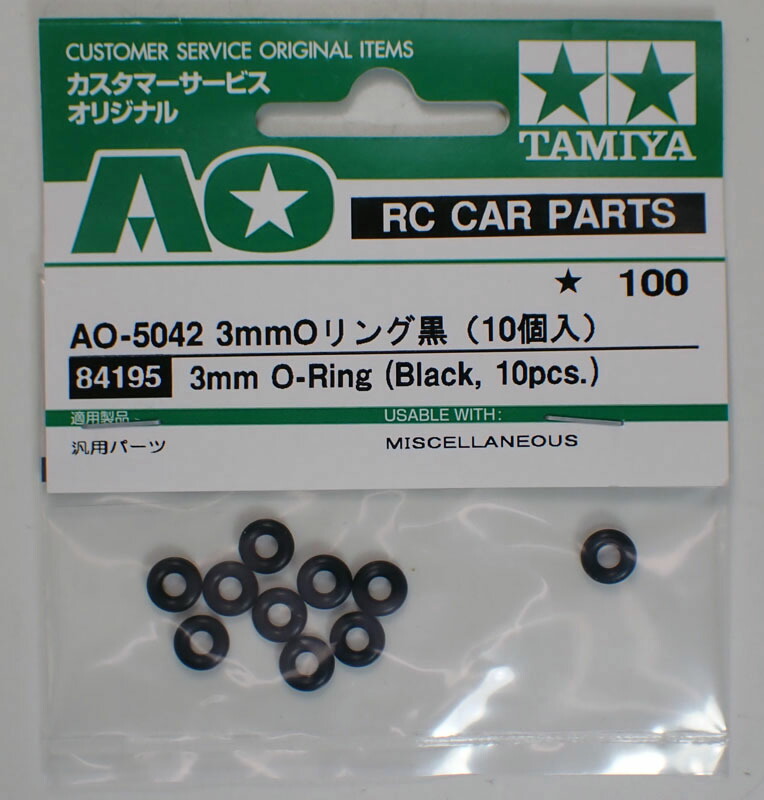 CUSTOMER SERVICE ORIGINAL ITEMS
カスタマーサービス
オリジナル
TAMIYA
AO
RC CAR PARTS
★ 100
AO-5042 3mmOリング黒（10個入）
84195 3mm O-Ring (Black, 10pcs.)
適用製品 USABLE WITH:
汎用パーツ MISCELLANEOUS